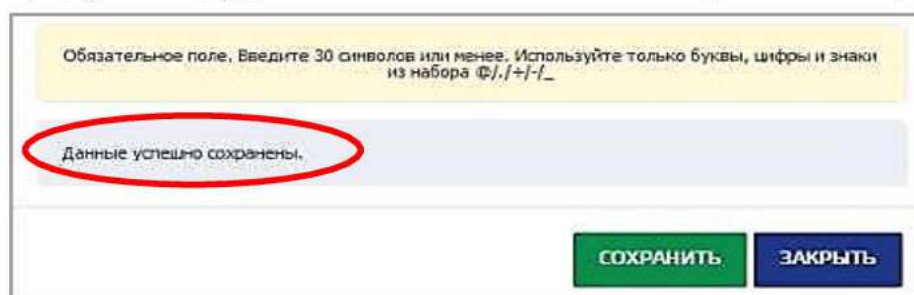 Обязательное поле. Введите 30 символов или менее. Используйте только буквы, цифры и знаки
из набора @/./+/-/_
Данные успешно сохранены.
СОХРАНИТЬ
ЗАКРЫТЬ